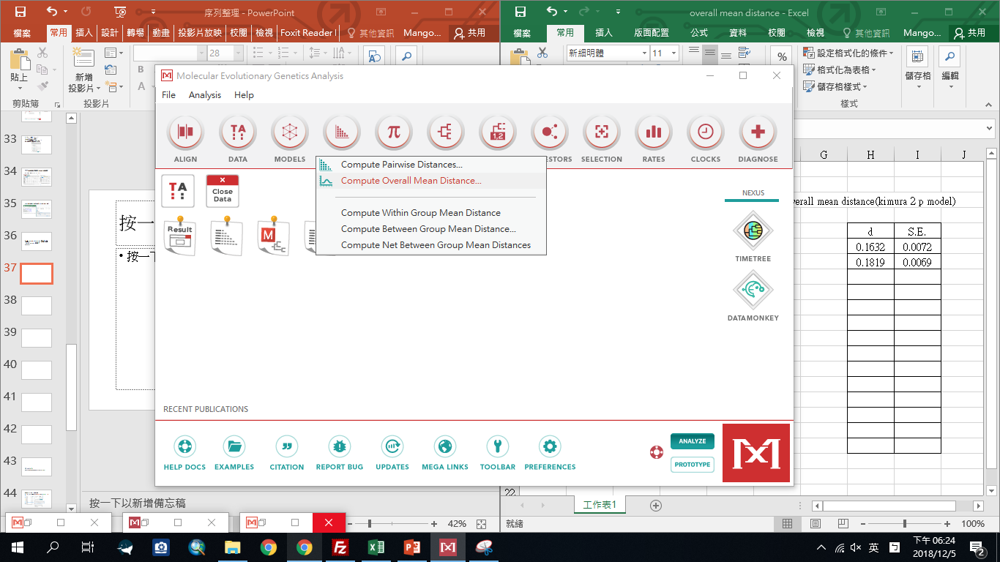 序列整理 - PowerPoint
overall mean distance - Excel
檔案 常用 插入 設計 轉場 動畫 投影片放映 校閱 檢視 Foxit Reader 其他資訊 Mango... 共用
檔案 常用 插入 版面配置 公式 資料 校閱 檢視 其他資訊 Mango... 共用
貼上
剪貼簿
新增
投影片
投影片
28
B
A
新細明體 11
%
設定格式化的條件
格式化為表格
儲存格樣式
樣式
儲存格
編輯
Molecular Evolutionary Genetics Analysis
File Analysis Help
ALIGN DATA MODELS STORS SELECTION RATES CLOCKS DIAGNOSE
Compute Pairwise Distances...
Compute Overall Mean Distance...
Compute Within Group Mean Distance
Compute Between Group Mean Distance...
Compute Net Between Group Mean Distances
TA
Close
Data
Result
M
NEXUS
TIMETREE
DATAMONKEY
RECENT PUBLICATIONS
HELP DOCS EXAMPLES CITATION REPORT BUG UPDATES MEGA LINKS TOOLBAR PREFERENCES
ANALYZE
PROTOTYPE
33
34
35
36
37
38
39
40
41
42
43
44
按一
• 按一下
按一下以新增備忘稿
42%
G H I J
erall mean distance(kimura 2 p model)
d S.E.
0.1632 0.0072
0.1819 0.0069
22
工作表1
就緒
100%
英
下午 06:24
2018/12/5
2